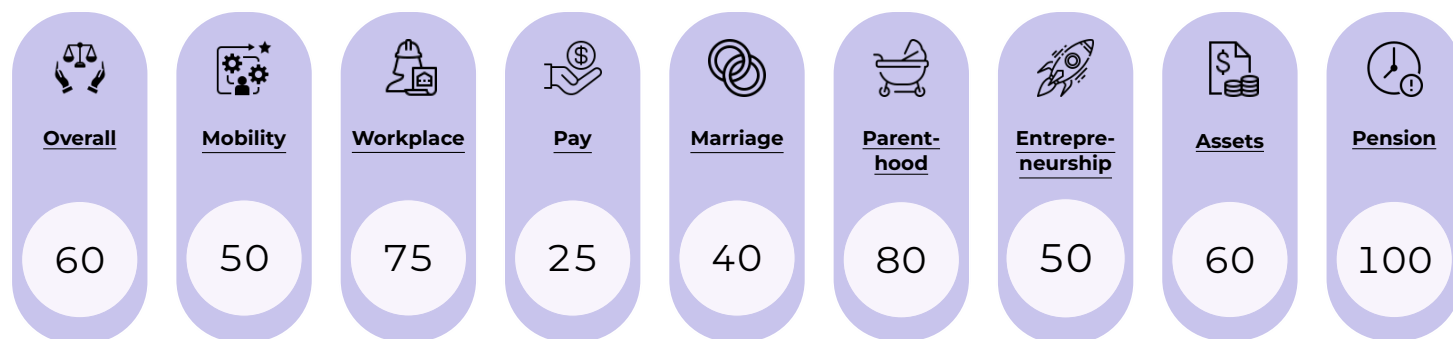 Overall
60
Mobility
50
Workplace
75
Pay
25
Marriage
40
Parent-
hood
80
Entrepre-
neurship
50
Assets
60
Pension
100